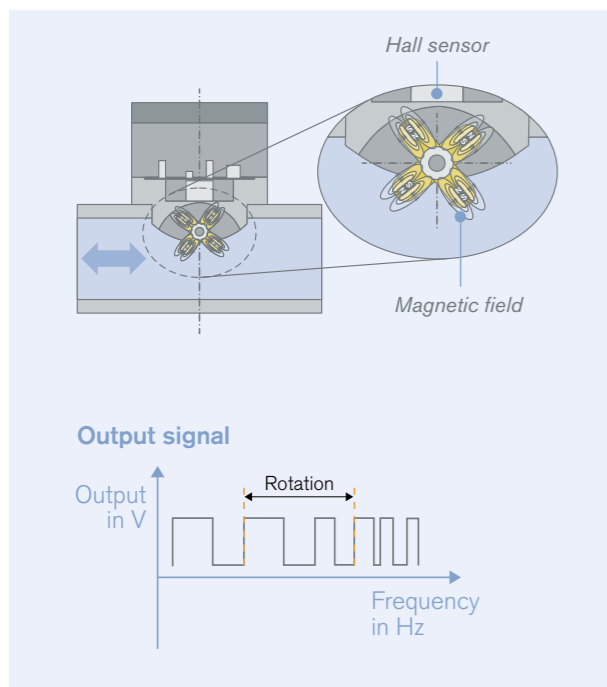 Hall sensor
Magnetic field
Output signal
Output
in V
Rotation
Frequency
in Hz